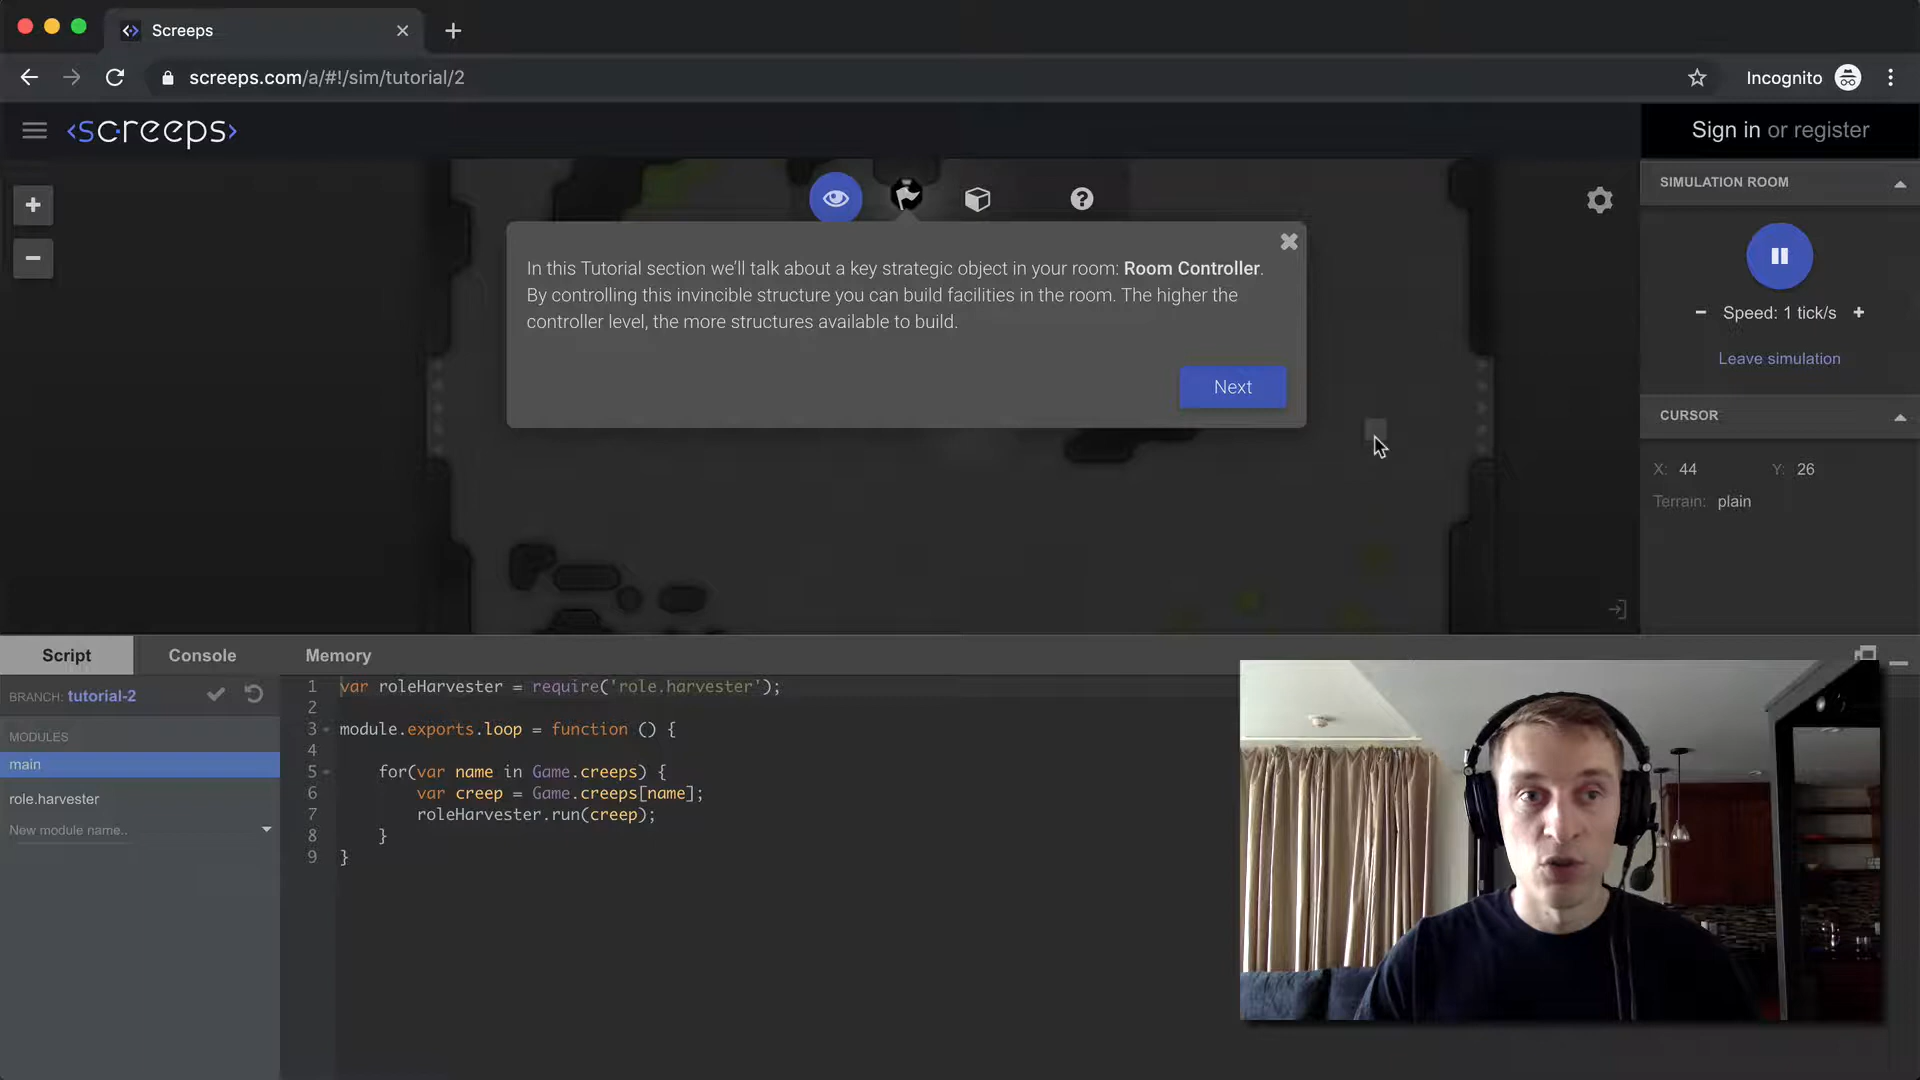 Screeps
screeps.com/a/#!/sim/tutorial/2
Incognito
<screeps>
Sign in or register
SIMULATION ROOM
Speed: 1 tick/s
Leave simulation
CURSOR
X: 44 Y: 26
Terrain: plain
In this Tutorial section we'll talk about a key strategic object in your room: Room Controller.
By controlling this invincible structure you can build facilities in the room. The higher the
controller level, the more structures available to build.
Next
Script Console Memory
BRANCH: tutorial-2
MODULES
main
role.harvester
New module name..
1 var roleHarvester = require('role.harvester');
2
3 module.exports.loop = function () {
4
5 for(var name in Game.creeps) {
6 var creep = Game.creeps[name];
7 roleHarvester.run(creep);
8 }
9 }